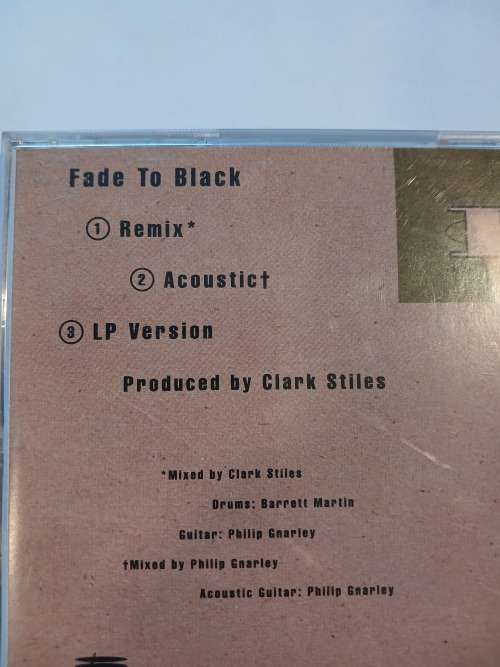 Fade To Black
① Remix*
② Acoustic†
③ LP Version
Produced by Clark Stiles
*Mixed by Clark Stiles
Drums: Barrett Martin
Guitar: Philip Gnarley
†Mixed by Philip Gnarley
Acoustic Guitar: Philip Gnarley